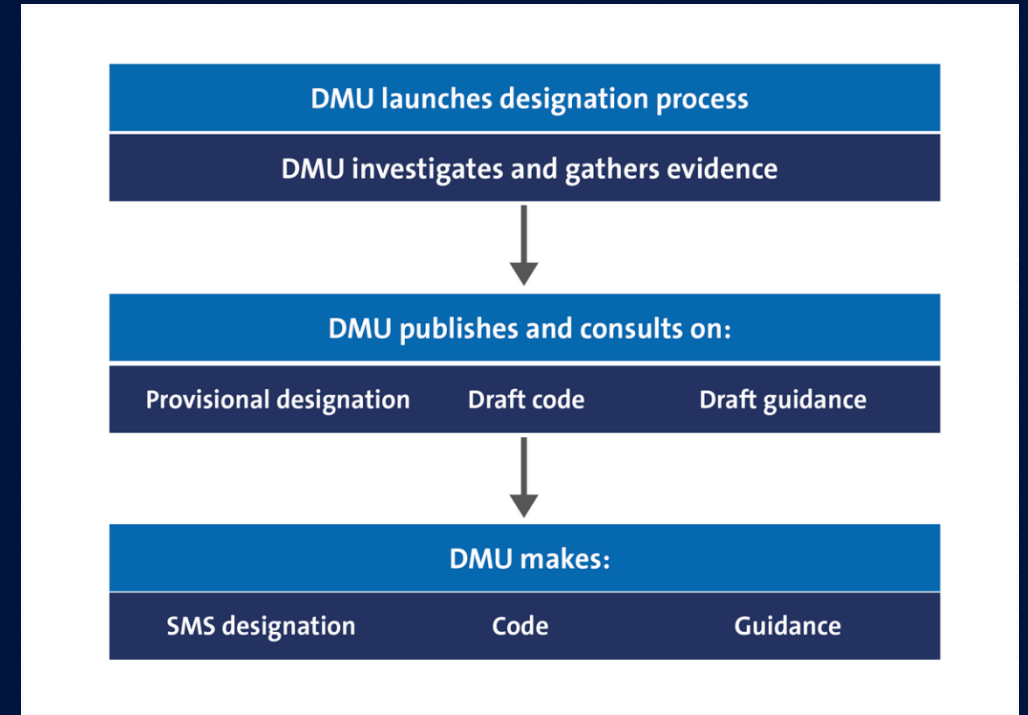 DMU launches designation process
DMU investigates and gathers evidence
DMU publishes and consults on:
Provisional designation Draft code Draft guidance
DMU makes:
SMS designation Code Guidance